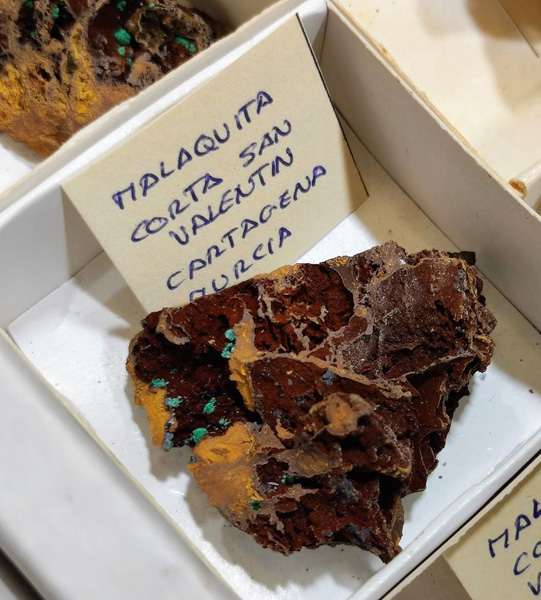 MALAQUITA
CORTA SAN
VALENTIN
CARTAGENA
MURCIA